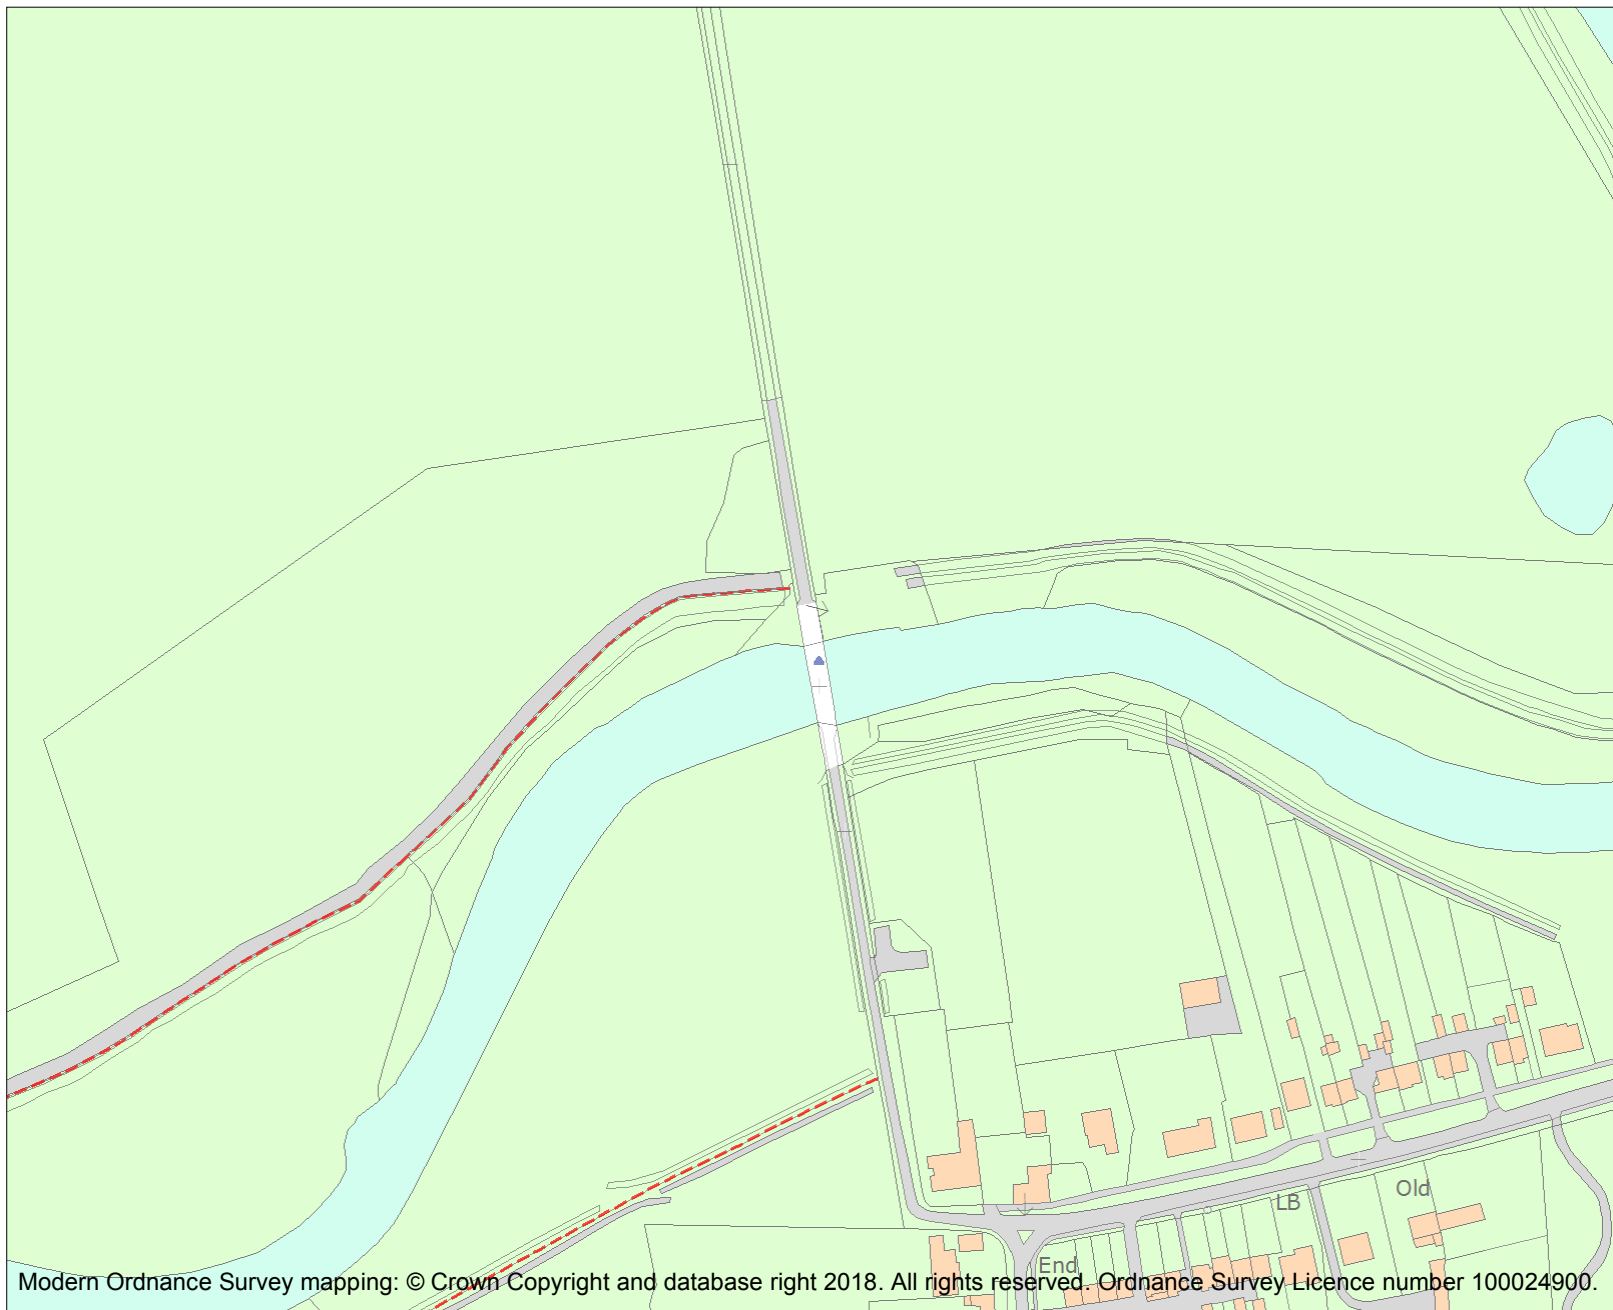 Old
LB
End
Modern Ordnance Survey mapping: © Crown Copyright and database right 2018. All rights reserved. Ordnance Survey Licence number 100024900.